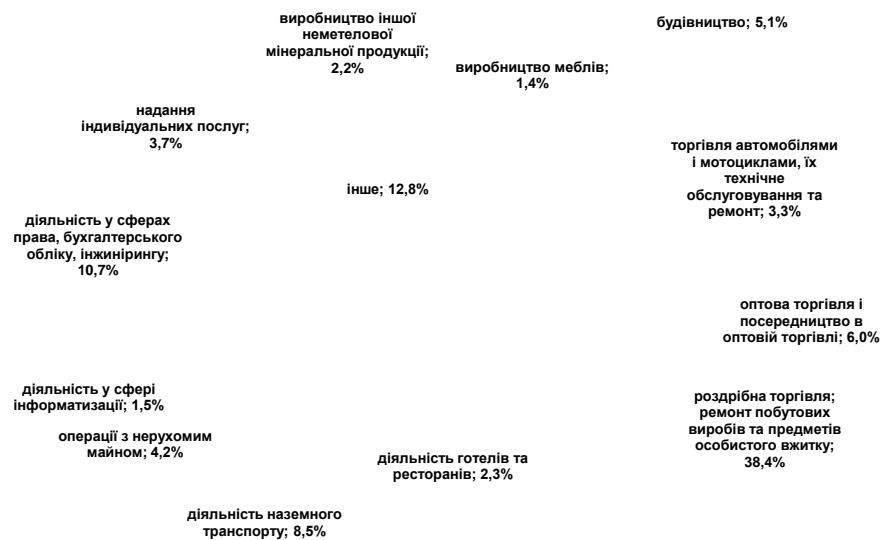 виробництво іншої
неметелової
мінеральної продукції;
2,2%
будівництво; 5,1%
виробництво меблів;
1,4%
надання
індивідуальних послуг;
3,7%
торгівля автомобілями
і мотоциклами, їх
технічне
обслуговування та
ремонт; 3,3%
інше; 12,8%
діяльність у сферах
права, бухгалтерського
обліку, інжинірингу;
10,7%
оптова торгівля і
посередництво в
оптовій торгівлі; 6,0%
діяльність у сфері
інформатизації; 1,5%
роздрібна торгівля;
ремонт побутових
виробів та предметів
особистого вжитку;
38,4%
операції з нерухомим
майном; 4,2%
діяльність готелів та
ресторанів; 2,3%
діяльність наземного
транспорту; 8,5%